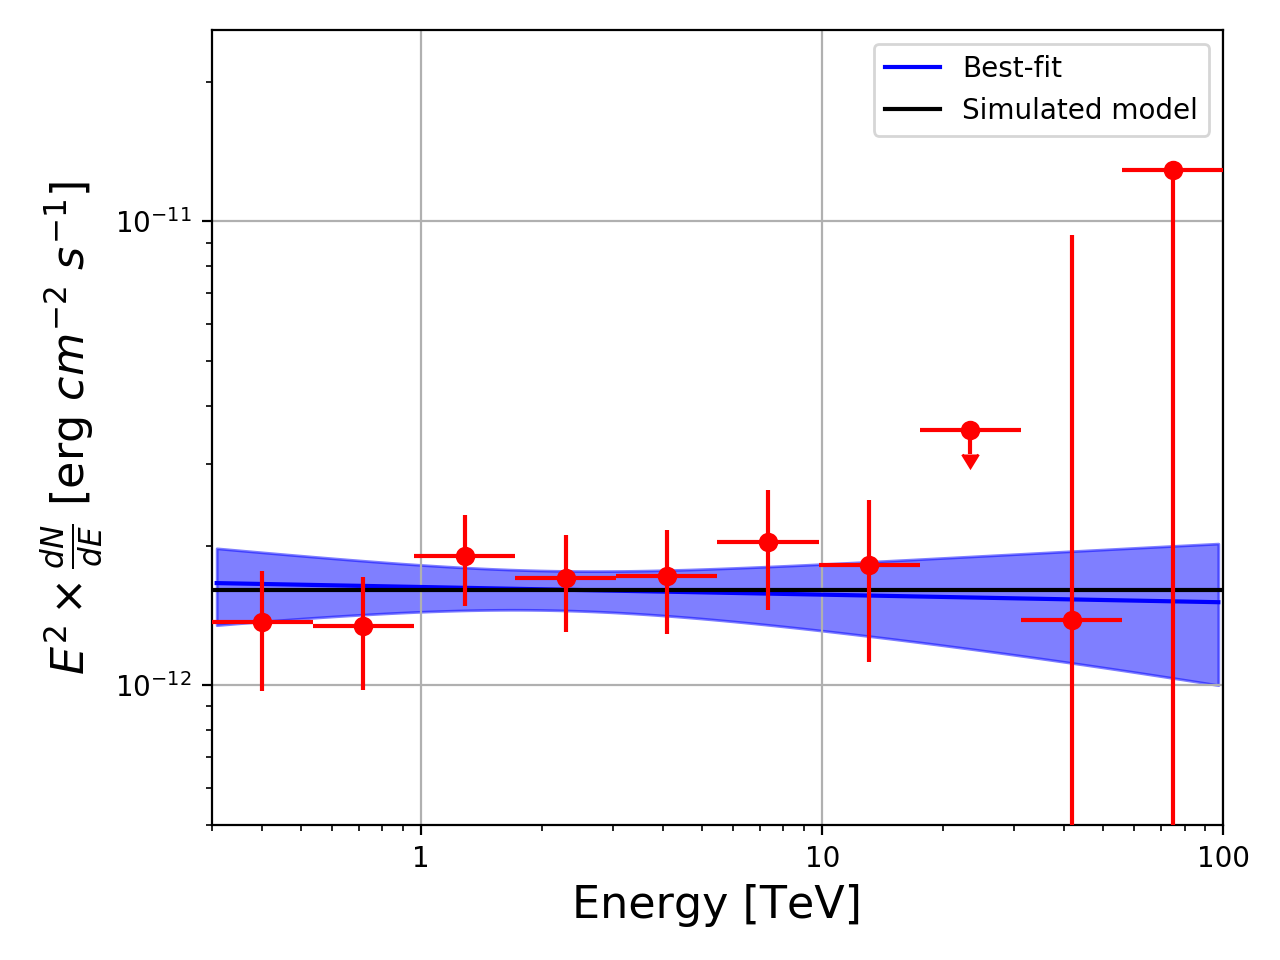 Best-fit
Simulated model
E² × dN/dE [erg cm⁻² s⁻¹]
10⁻¹¹
10⁻¹²
1
10
100
Energy [TeV]